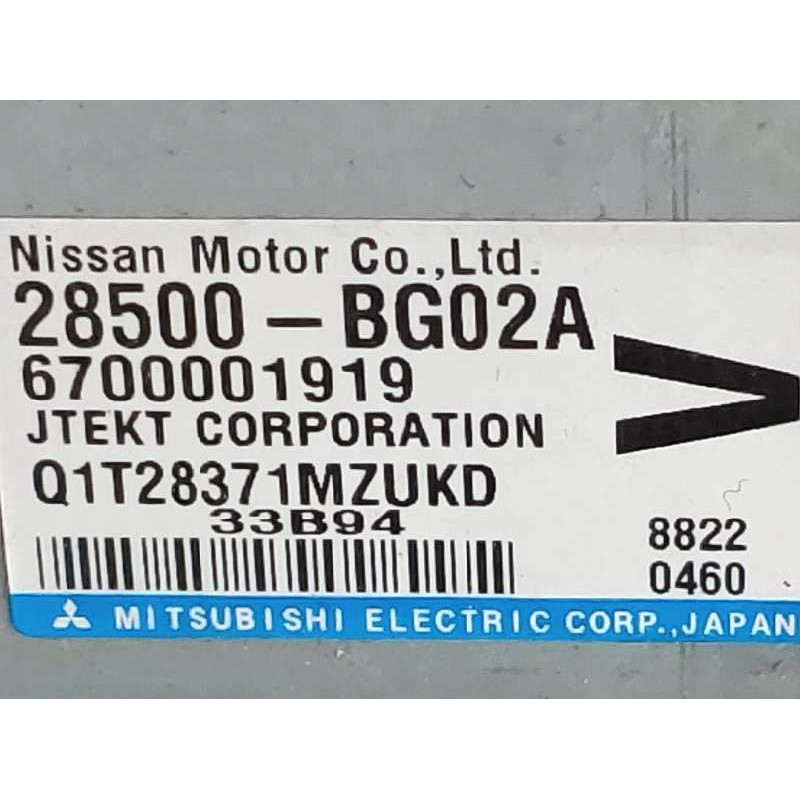 Nissan Motor Co.,Ltd.
28500-BG02A
6700001919
JTEKT CORPORATION
Q1T28371MZUKD
33B94
8822
0460
MITSUBISHI ELECTRIC CORP.,JAPAN